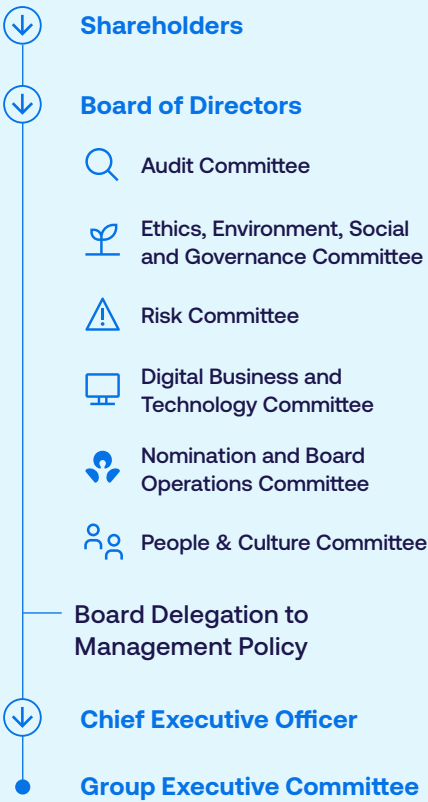 Shareholders
Board of Directors
Audit Committee
Ethics, Environment, Social
and Governance Committee
Risk Committee
Digital Business and
Technology Committee
Nomination and Board
Operations Committee
People & Culture Committee
Board Delegation to
Management Policy
Chief Executive Officer
Group Executive Committee